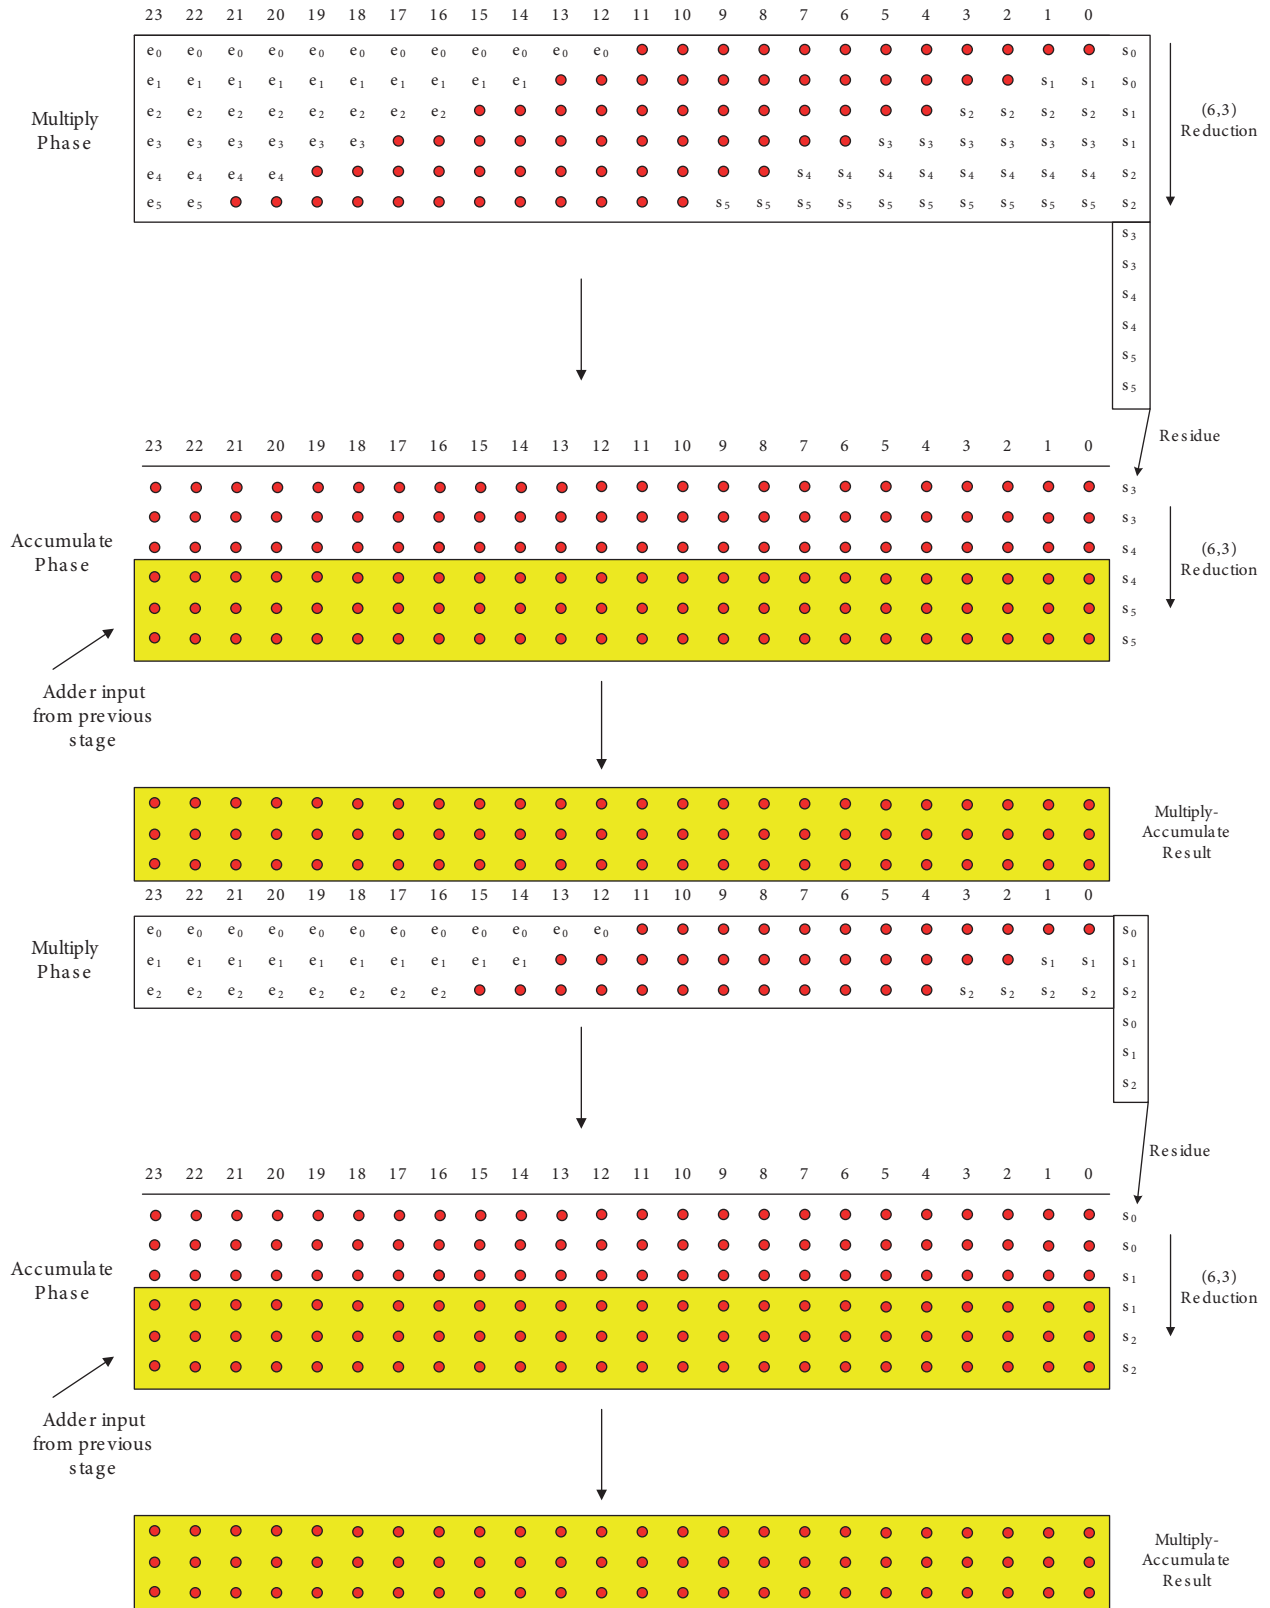 23 22 21 20 19 18 17 16 15 14 13 12 11 10 9 8 7 6 5 4 3 2 1 0
e₀ e₀ e₀ e₀ e₀ e₀ e₀ e₀ e₀ e₀ e₀ e₀ s₀
e₁ e₁ e₁ e₁ e₁ e₁ e₁ e₁ e₁ e₁ s₁ s₁ s₀
e₂ e₂ e₂ e₂ e₂ e₂ e₂ e₂ s₂ s₂ s₂ s₂ s₁
e₃ e₃ e₃ e₃ e₃ e₃ s₃ s₃ s₃ s₃ s₃ s₃ s₁
e₄ e₄ e₄ e₄ s₄ s₄ s₄ s₄ s₄ s₄ s₄ s₄ s₂
e₅ e₅ s₅ s₅ s₅ s₅ s₅ s₅ s₅ s₅ s₅ s₅ s₂
Multiply
Phase
(6,3)
Reduction
s₃
s₃
s₄
s₄
s₅
s₅
Residue
23 22 21 20 19 18 17 16 15 14 13 12 11 10 9 8 7 6 5 4 3 2 1 0
s₃
s₃
s₄
s₄
s₅
s₅
Accumulate
Phase
(6,3)
Reduction
Adder input
from previous
stage
Multiply-
Accumulate
Result
23 22 21 20 19 18 17 16 15 14 13 12 11 10 9 8 7 6 5 4 3 2 1 0
e₀ e₀ e₀ e₀ e₀ e₀ e₀ e₀ e₀ e₀ e₀ e₀ s₀
e₁ e₁ e₁ e₁ e₁ e₁ e₁ e₁ e₁ e₁ s₁ s₁ s₁
e₂ e₂ e₂ e₂ e₂ e₂ e₂ e₂ s₂ s₂ s₂ s₂ s₂
Multiply
Phase
s₀
s₁
s₂
Residue
23 22 21 20 19 18 17 16 15 14 13 12 11 10 9 8 7 6 5 4 3 2 1 0
s₀
s₀
s₁
s₁
s₂
s₂
Accumulate
Phase
(6,3)
Reduction
Adder input
from previous
stage
Multiply-
Accumulate
Result